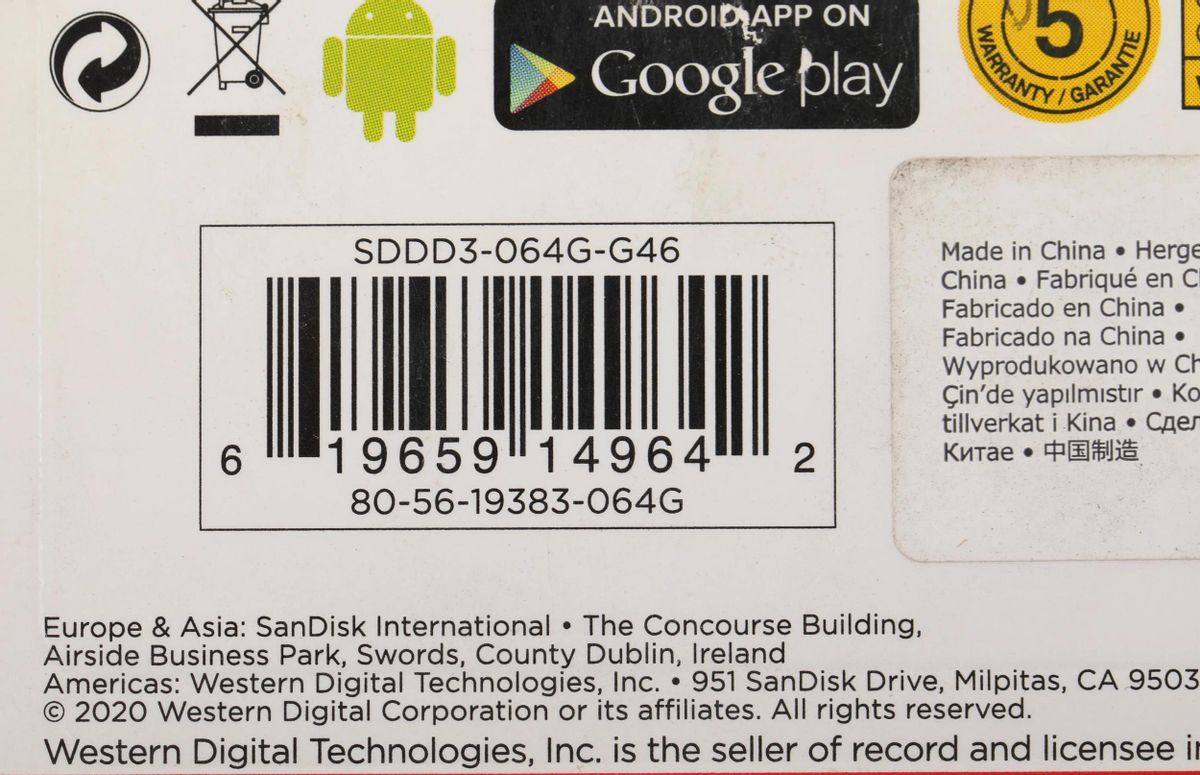 ANDROID APP ON
Google play
5
WARRANTY / GARANTIE
SDDD3-064G-G46
6 19659 14964 2
80-56-19383-064G
Made in China • Herge
China • Fabriqué en C
Fabricado en China •
Fabricado na China •
Wyprodukowano w Ch
Çin’de yapılmıstır • Ko
tillverkat i Kina • Сдел
Китае • 中国制造
Europe & Asia: SanDisk International • The Concourse Building,
Airside Business Park, Swords, County Dublin, Ireland
Americas: Western Digital Technologies, Inc. • 951 SanDisk Drive, Milpitas, CA 9503
© 2020 Western Digital Corporation or its affiliates. All rights reserved.
Western Digital Technologies, Inc. is the seller of record and licensee in